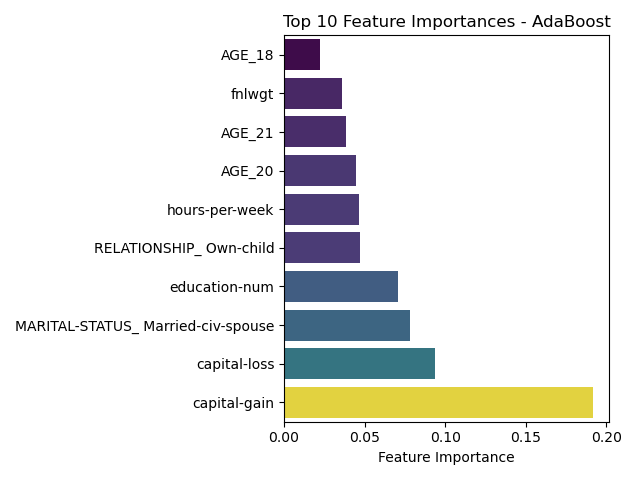 Top 10 Feature Importances - AdaBoost
AGE_18
fnlwgt
AGE_21
AGE_20
hours-per-week
RELATIONSHIP_ Own-child
education-num
MARITAL-STATUS_ Married-civ-spouse
capital-loss
capital-gain
0.00 0.05 0.10 0.15 0.20
Feature Importance